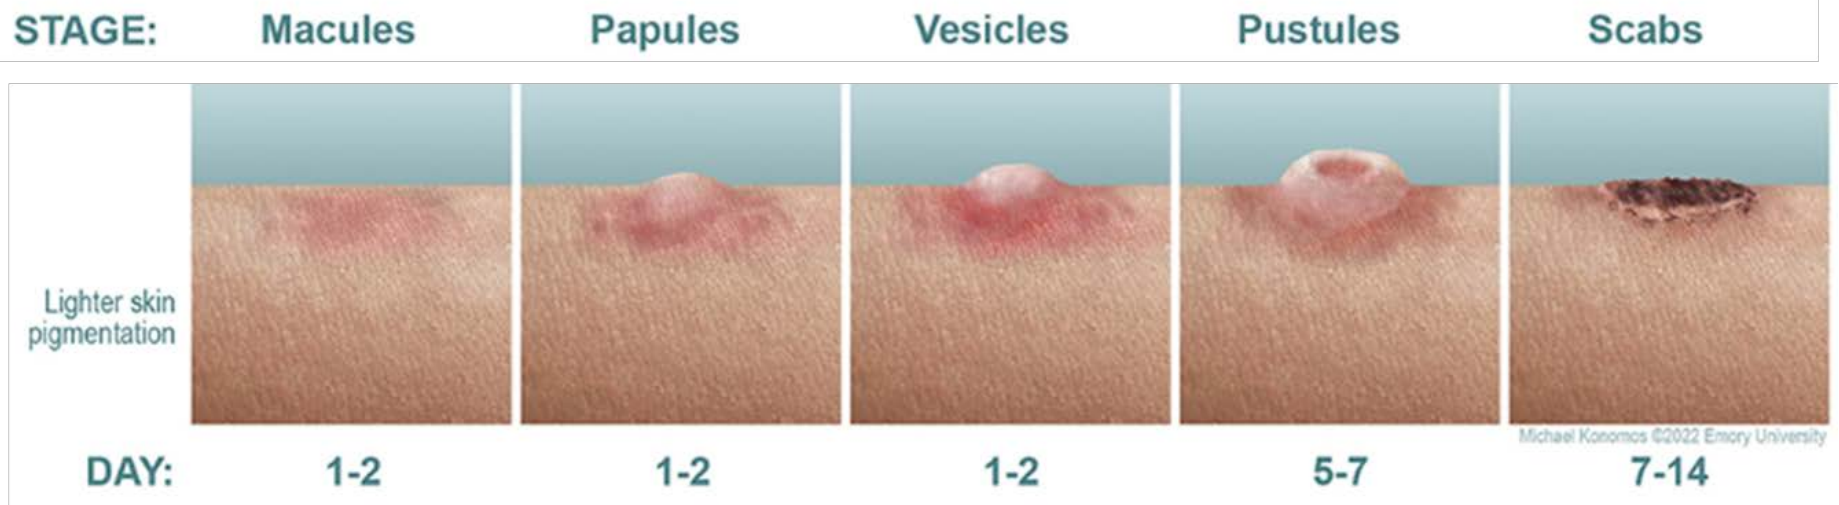 STAGE: Macules Papules Vesicles Pustules Scabs
Lighter skin
pigmentation
Michael Konomos ©2022 Emory University
DAY: 1-2 1-2 1-2 5-7 7-14